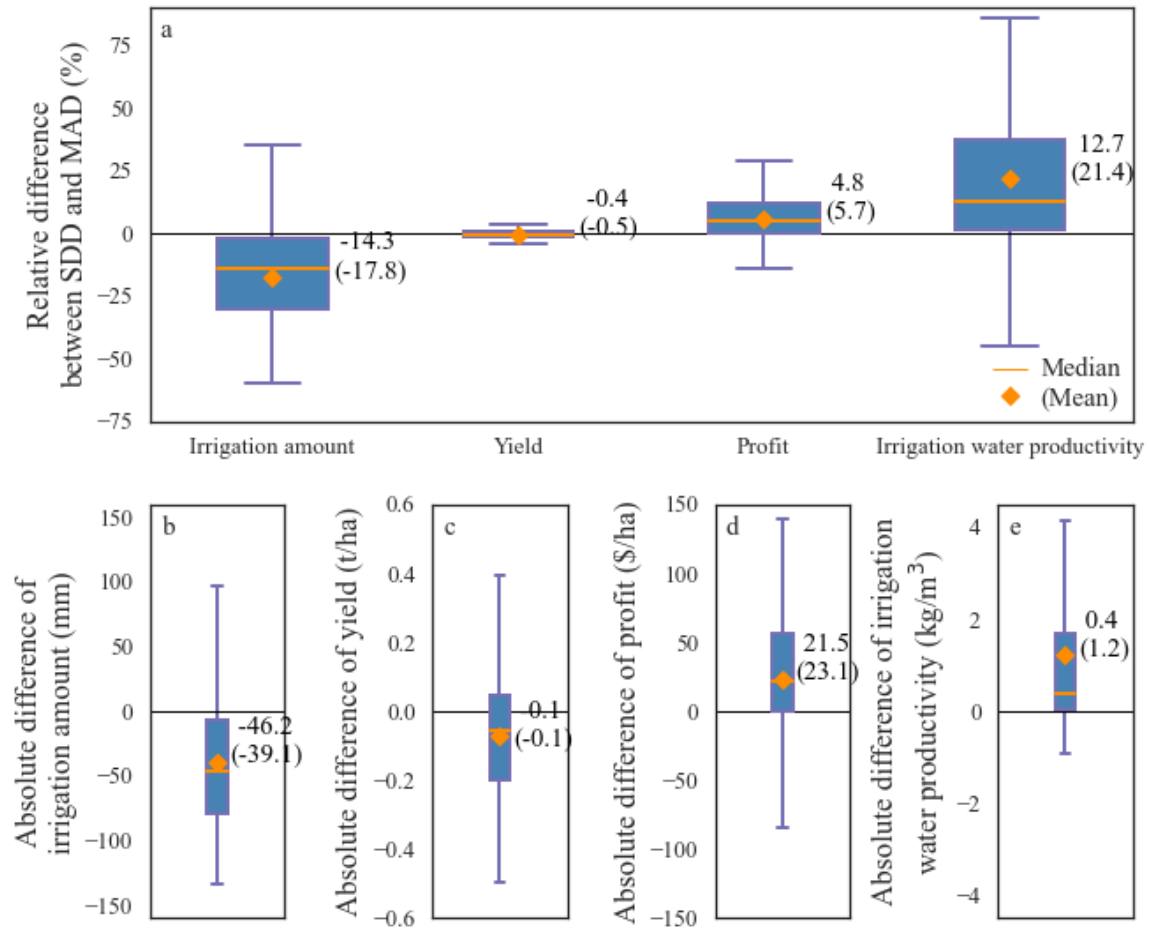 a
Relative difference
between SDD and MAD (%)
75
50
25
0
−25
−50
−75
-14.3
(-17.8)
-0.4
(-0.5)
4.8
(5.7)
12.7
(21.4)
Median
(Mean)
Irrigation amount
Yield
Profit
Irrigation water productivity
b
Absolute difference of
irrigation amount (mm)
150
100
50
0
−50
−100
−150
-46.2
(-39.1)
c
Absolute difference of yield (t/ha)
0.6
0.4
0.2
0.0
−0.2
−0.4
−0.6
-0.1
(-0.1)
d
Absolute difference of profit ($/ha)
150
100
50
0
−50
−100
−150
21.5
(23.1)
e
Absolute difference of irrigation
water productivity (kg/m³)
4
2
0
−2
−4
0.4
(1.2)